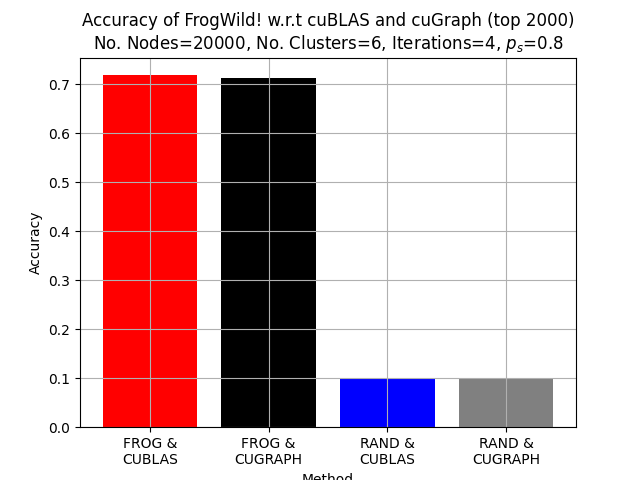 Accuracy of FrogWild! w.r.t cuBLAS and cuGraph (top 2000)
No. Nodes=20000, No. Clusters=6, Iterations=4, pₛ=0.8
Accuracy
0.7
0.6
0.5
0.4
0.3
0.2
0.1
0.0
FROG & CUBLAS
FROG & CUGRAPH
RAND & CUBLAS
RAND & CUGRAPH
Method